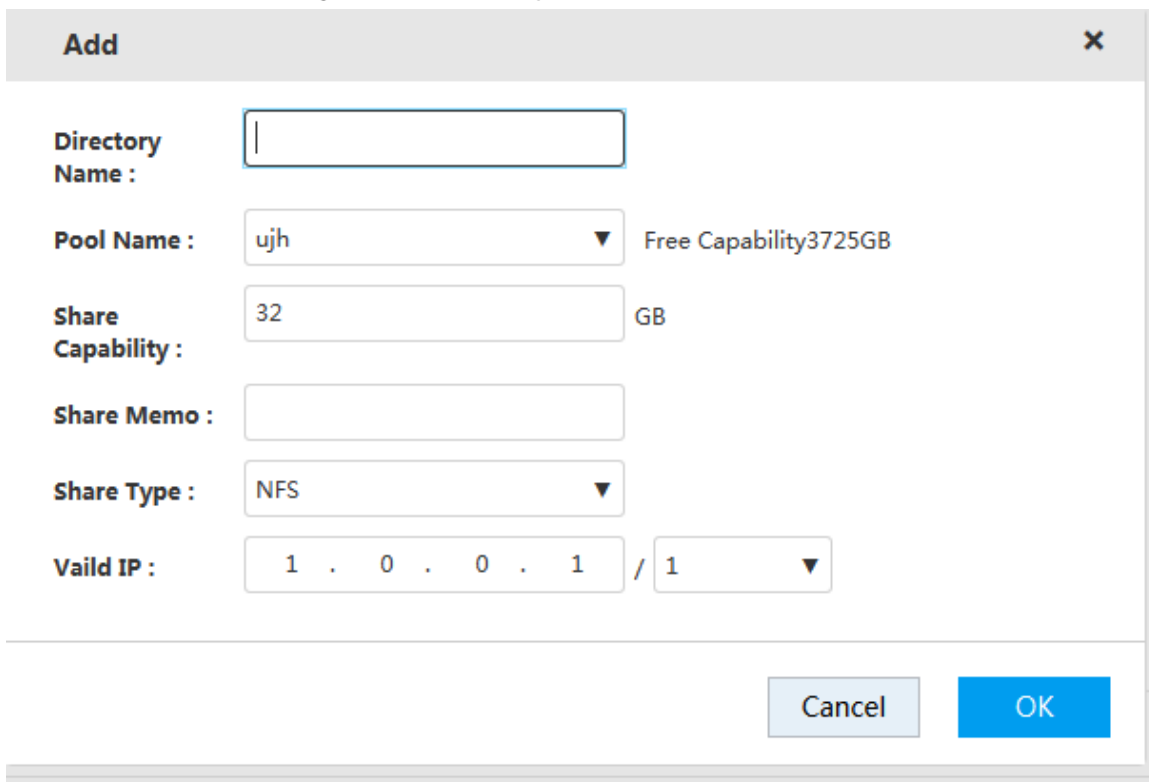 Add ×
Directory
Name :
Pool Name : ujh ▼ Free Capability3725GB
Share
Capability :
32 GB
Share Memo :
Share Type : NFS ▼
Vaild IP : 1 . 0 . 0 . 1 / 1 ▼
Cancel OK